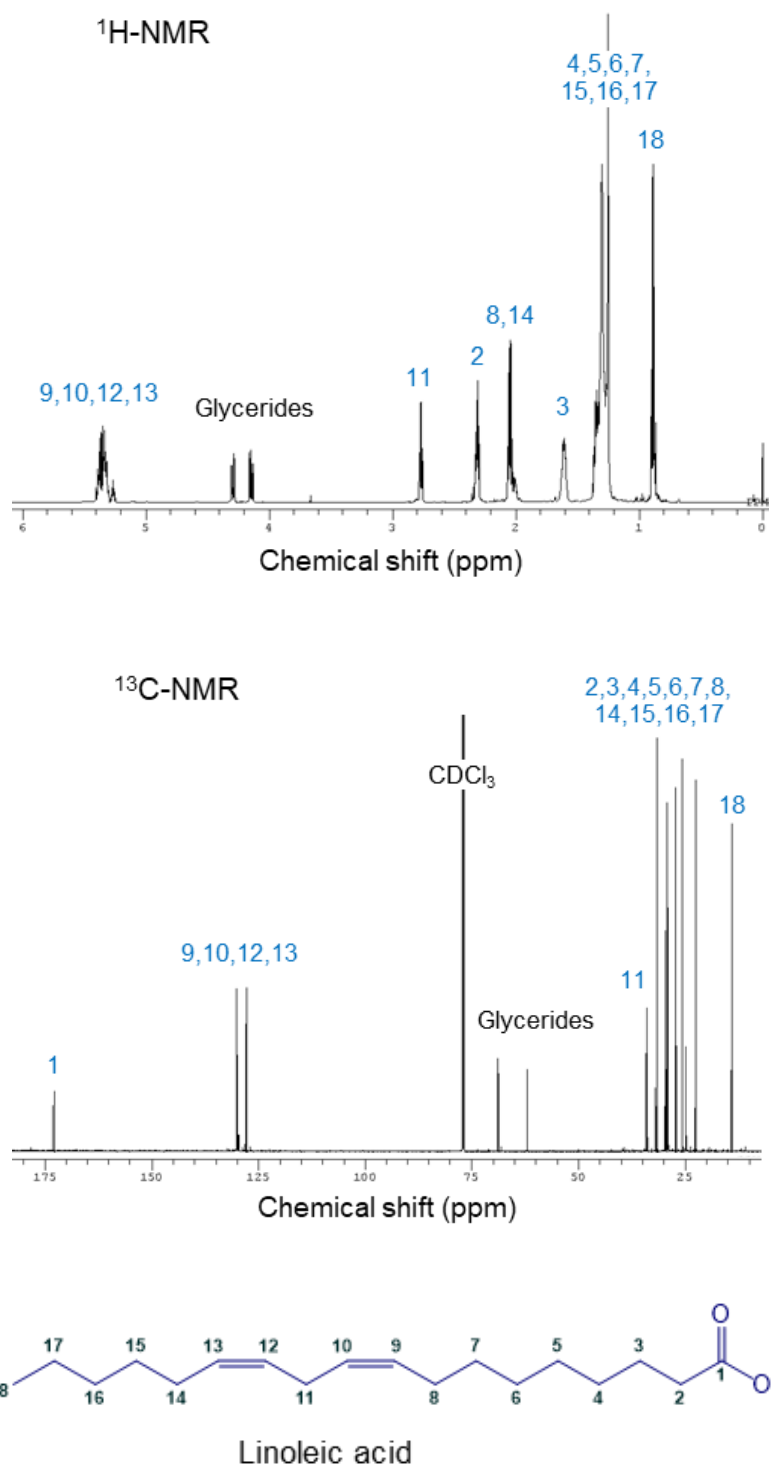 ¹H-NMR
4,5,6,7,
15,16,17
18
8,14
2
11
9,10,12,13
3
Glycerides
6 5 4 3 2 1 0
Chemical shift (ppm)
¹³C-NMR
2,3,4,5,6,7,8,
14,15,16,17
CDCl₃
18
9,10,12,13
11
Glycerides
1
175 150 125 100 75 50 25
Chemical shift (ppm)
O
17 15 13 12 10 9 7 5 3
1
8 16 14 11 8 6 4 2 O
Linoleic acid